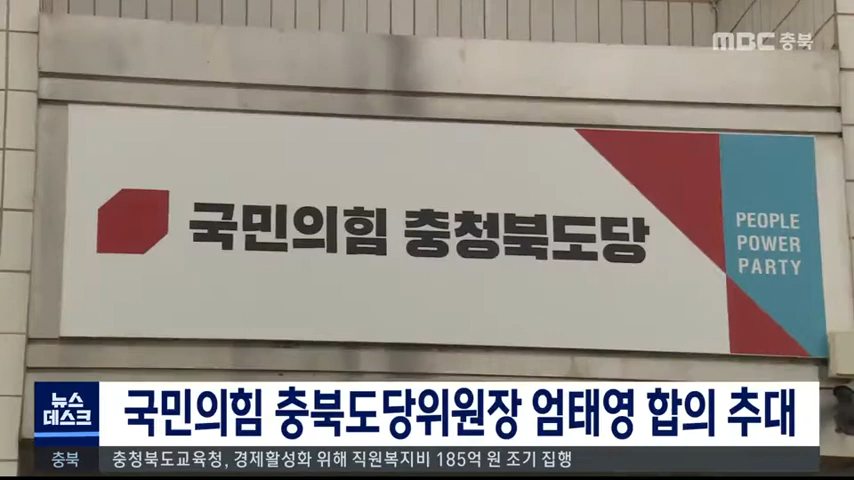 MBC 충북
국민의힘 충청북도당
PEOPLE
POWER
PARTY
뉴스
데스크
국민의힘 충북도당위원장 엄태영 합의 추대
충북
충청북도교육청, 경제활성화 위해 직원복지비 185억 원 조기 집행